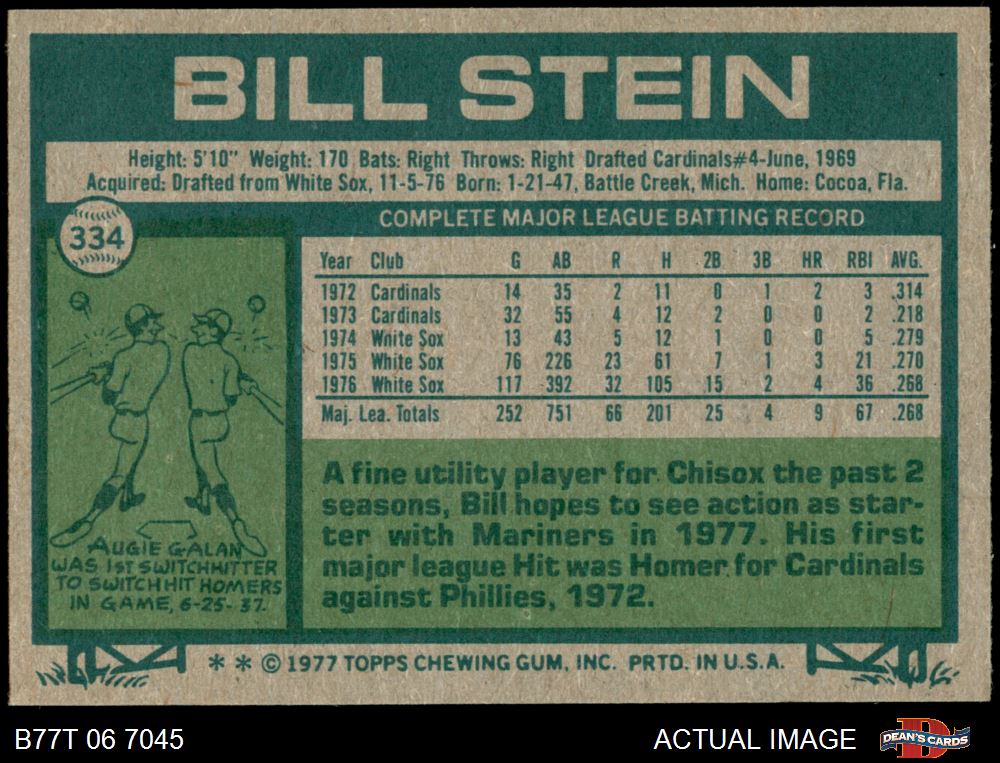 BILL STEIN
Height: 5'10" Weight: 170 Bats: Right Throws: Right Drafted Cardinals#4-June, 1969
Acquired: Drafted from White Sox, 11-5-76 Born: 1-21-47, Battle Creek, Mich. Home: Cocoa, Fla.
334
COMPLETE MAJOR LEAGUE BATTING RECORD
Year Club G AB R H 2B 3B HR RBI AVG.
1972 Cardinals 14 35 2 11 0 1 2 3 .314
1973 Cardinals 32 55 4 12 2 0 0 2 .218
1974 White Sox 13 43 5 12 1 0 0 5 .279
1975 White Sox 76 226 23 61 7 1 3 21 .270
1976 White Sox 117 392 32 105 15 2 4 36 .268
Maj. Lea. Totals 252 751 66 201 25 4 9 67 .268
A fine utility player for Chisox the past 2
seasons, Bill hopes to see action as star-
ter with Mariners in 1977. His first
major league Hit was Homer for Cardinals
against Phillies, 1972.
AUGIE GALAN
WAS 1ST SWITCHHITTER
TO SWITCH HIT HOMERS
IN GAME, 6-25-37.
* * © 1977 TOPPS CHEWING GUM, INC. PRTD. IN U.S.A.
B77T 06 7045
ACTUAL IMAGE
D
DEAN'S CARDS